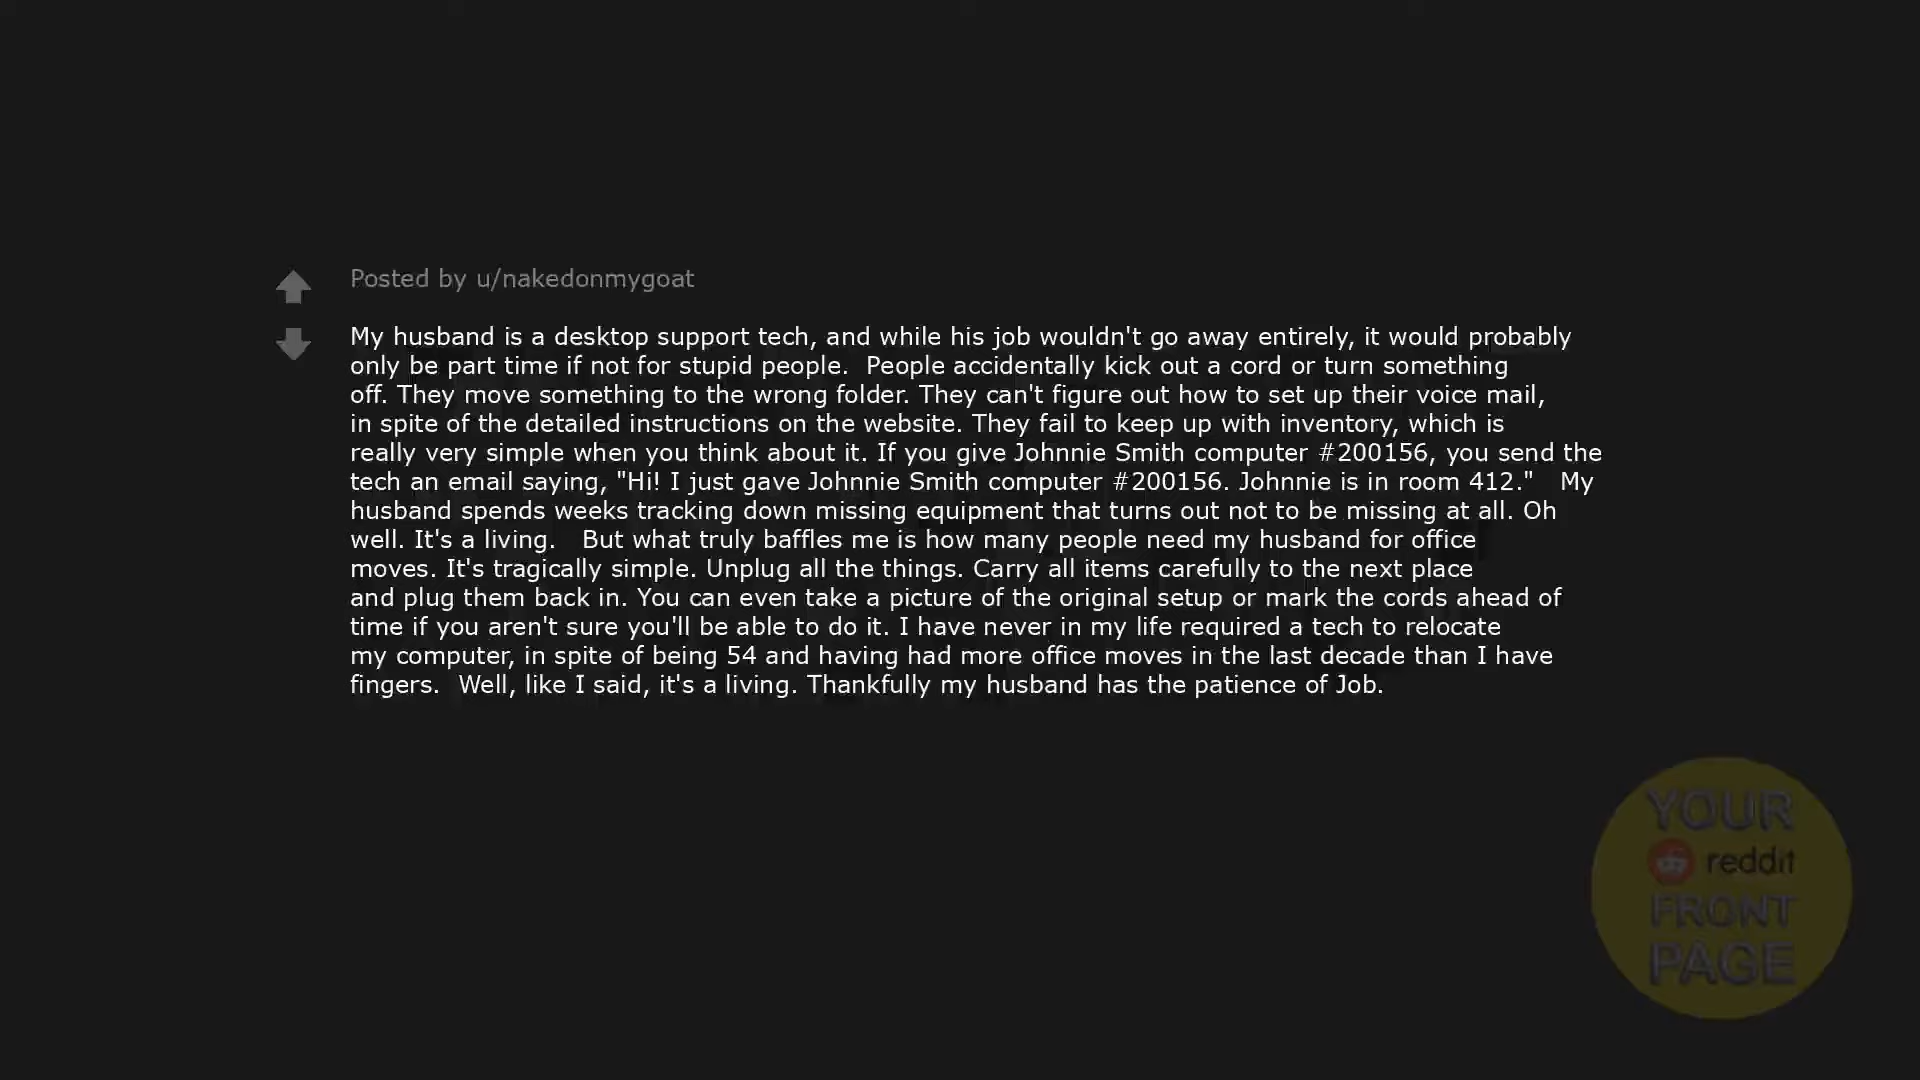 Posted by u/nakedonmygoat
My husband is a desktop support tech, and while his job wouldn't go away entirely, it would probably
only be part time if not for stupid people.  People accidentally kick out a cord or turn something
off. They move something to the wrong folder. They can't figure out how to set up their voice mail,
in spite of the detailed instructions on the website. They fail to keep up with inventory, which is
really very simple when you think about it. If you give Johnnie Smith computer #200156, you send the
tech an email saying, "Hi! I just gave Johnnie Smith computer #200156. Johnnie is in room 412."   My
husband spends weeks tracking down missing equipment that turns out not to be missing at all. Oh
well. It's a living.   But what truly baffles me is how many people need my husband for office
moves. It's tragically simple. Unplug all the things. Carry all items carefully to the next place
and plug them back in. You can even take a picture of the original setup or mark the cords ahead of
time if you aren't sure you'll be able to do it. I have never in my life required a tech to relocate
my computer, in spite of being 54 and having had more office moves in the last decade than I have
fingers.  Well, like I said, it's a living. Thankfully my husband has the patience of Job.
YOUR
reddit
FRONT
PAGE